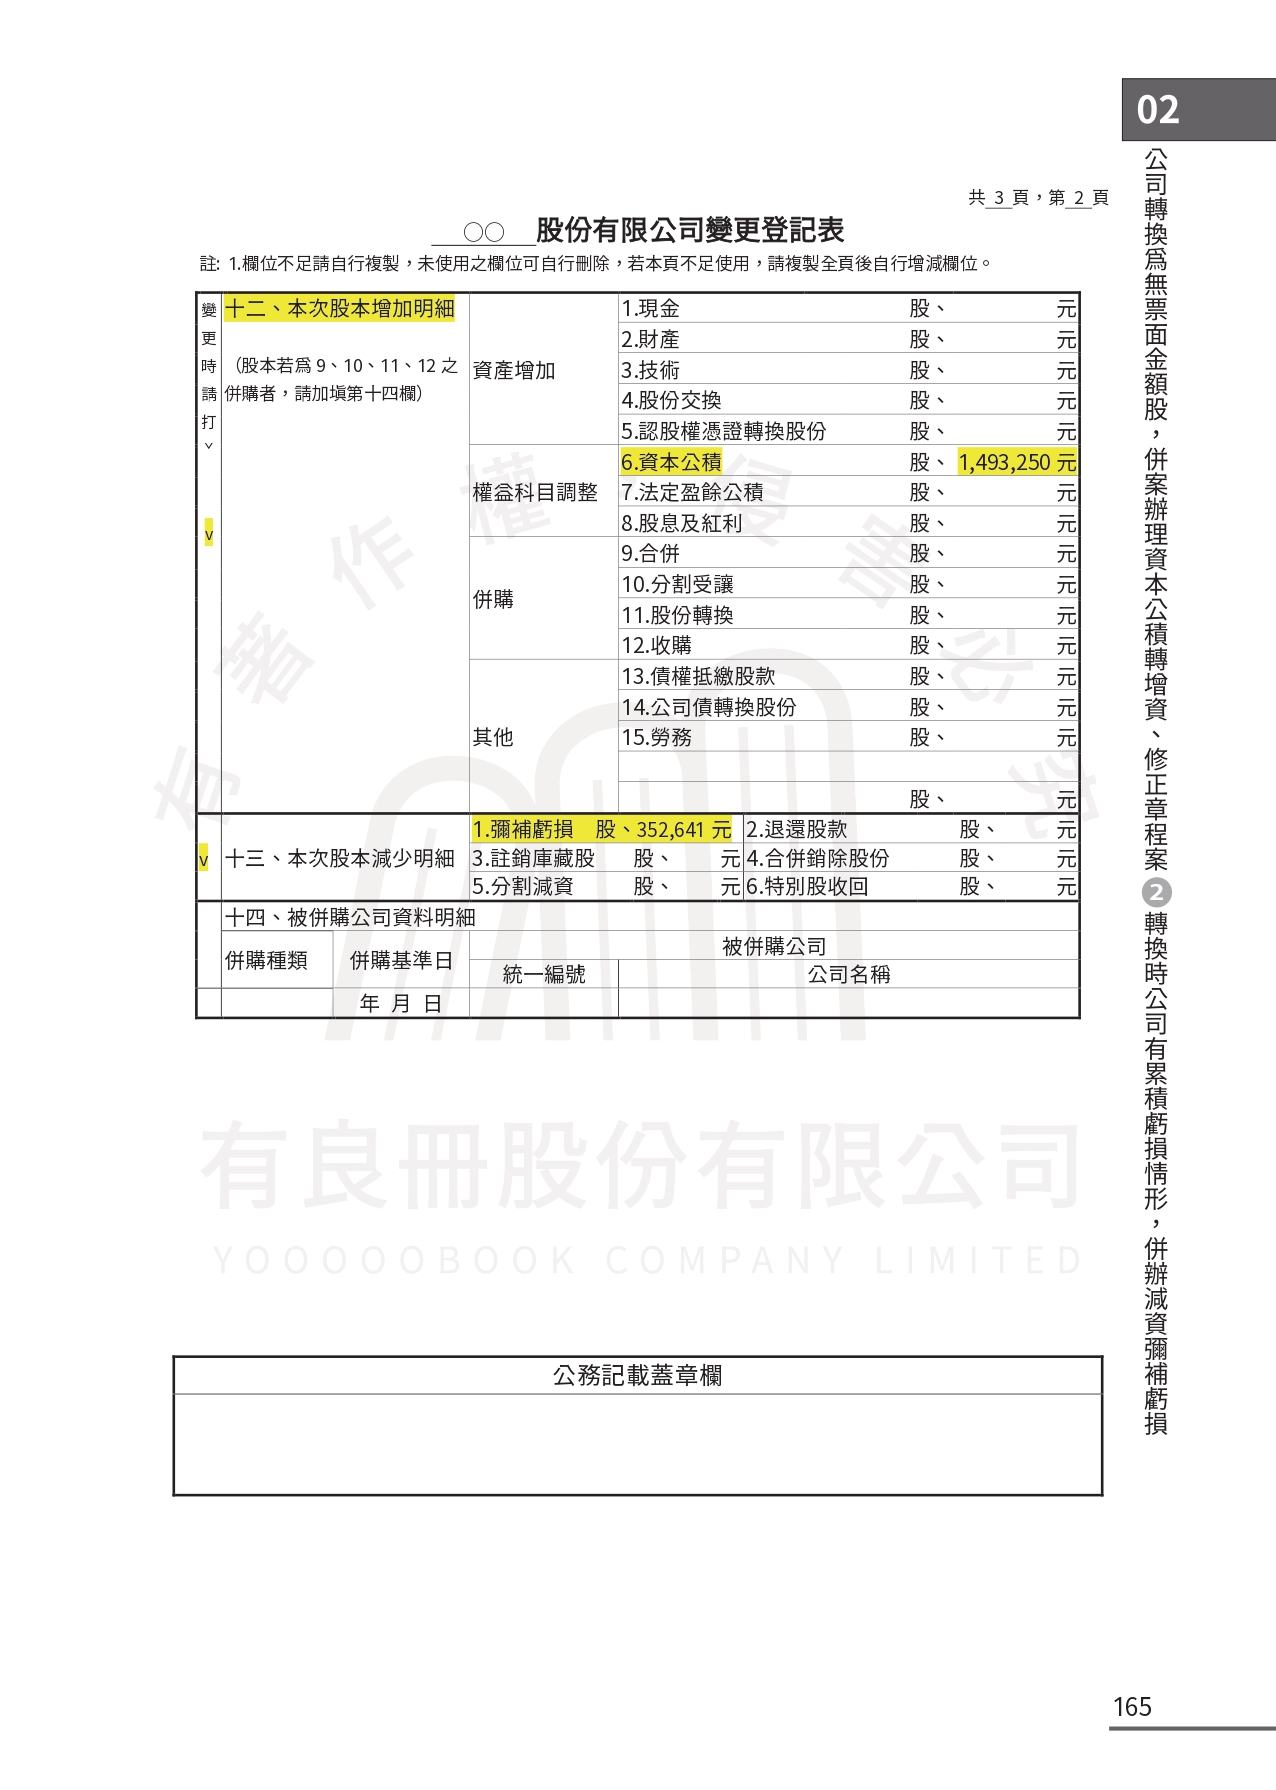 02
公司轉換為無票面金額股，併案辦理資本公積轉增資、修正章程案 2 轉換時公司有累積虧損情形，併辦減資彌補虧損
共 3 頁，第 2 頁
○○ 股份有限公司變更登記表
註: 1.欄位不足請自行複製，未使用之欄位可自行刪除，若本頁不足使用，請複製全頁後自行增減欄位。
變更時請打v
v
十二、本次股本增加明細
（股本若為 9、10、11、12 之
併購者，請加填第十四欄）
資產增加
1.現金 股、 元
2.財產 股、 元
3.技術 股、 元
4.股份交換 股、 元
5.認股權憑證轉換股份 股、 元
權益科目調整
6.資本公積 股、 1,493,250 元
7.法定盈餘公積 股、 元
8.股息及紅利 股、 元
併購
9.合併 股、 元
10.分割受讓 股、 元
11.股份轉換 股、 元
12.收購 股、 元
其他
13.債權抵繳股款 股、 元
14.公司債轉換股份 股、 元
15.勞務 股、 元
股、 元
v 十三、本次股本減少明細
1.彌補虧損 股、352,641 元 2.退還股款 股、 元
3.註銷庫藏股 股、 元 4.合併銷除股份 股、 元
5.分割減資 股、 元 6.特別股收回 股、 元
十四、被併購公司資料明細
併購種類 併購基準日 被併購公司
統一編號 公司名稱
年 月 日
有著作權 侵害必究
有良冊股份有限公司
YOOOOOBOOK COMPANY LIMITED
公務記載蓋章欄
165